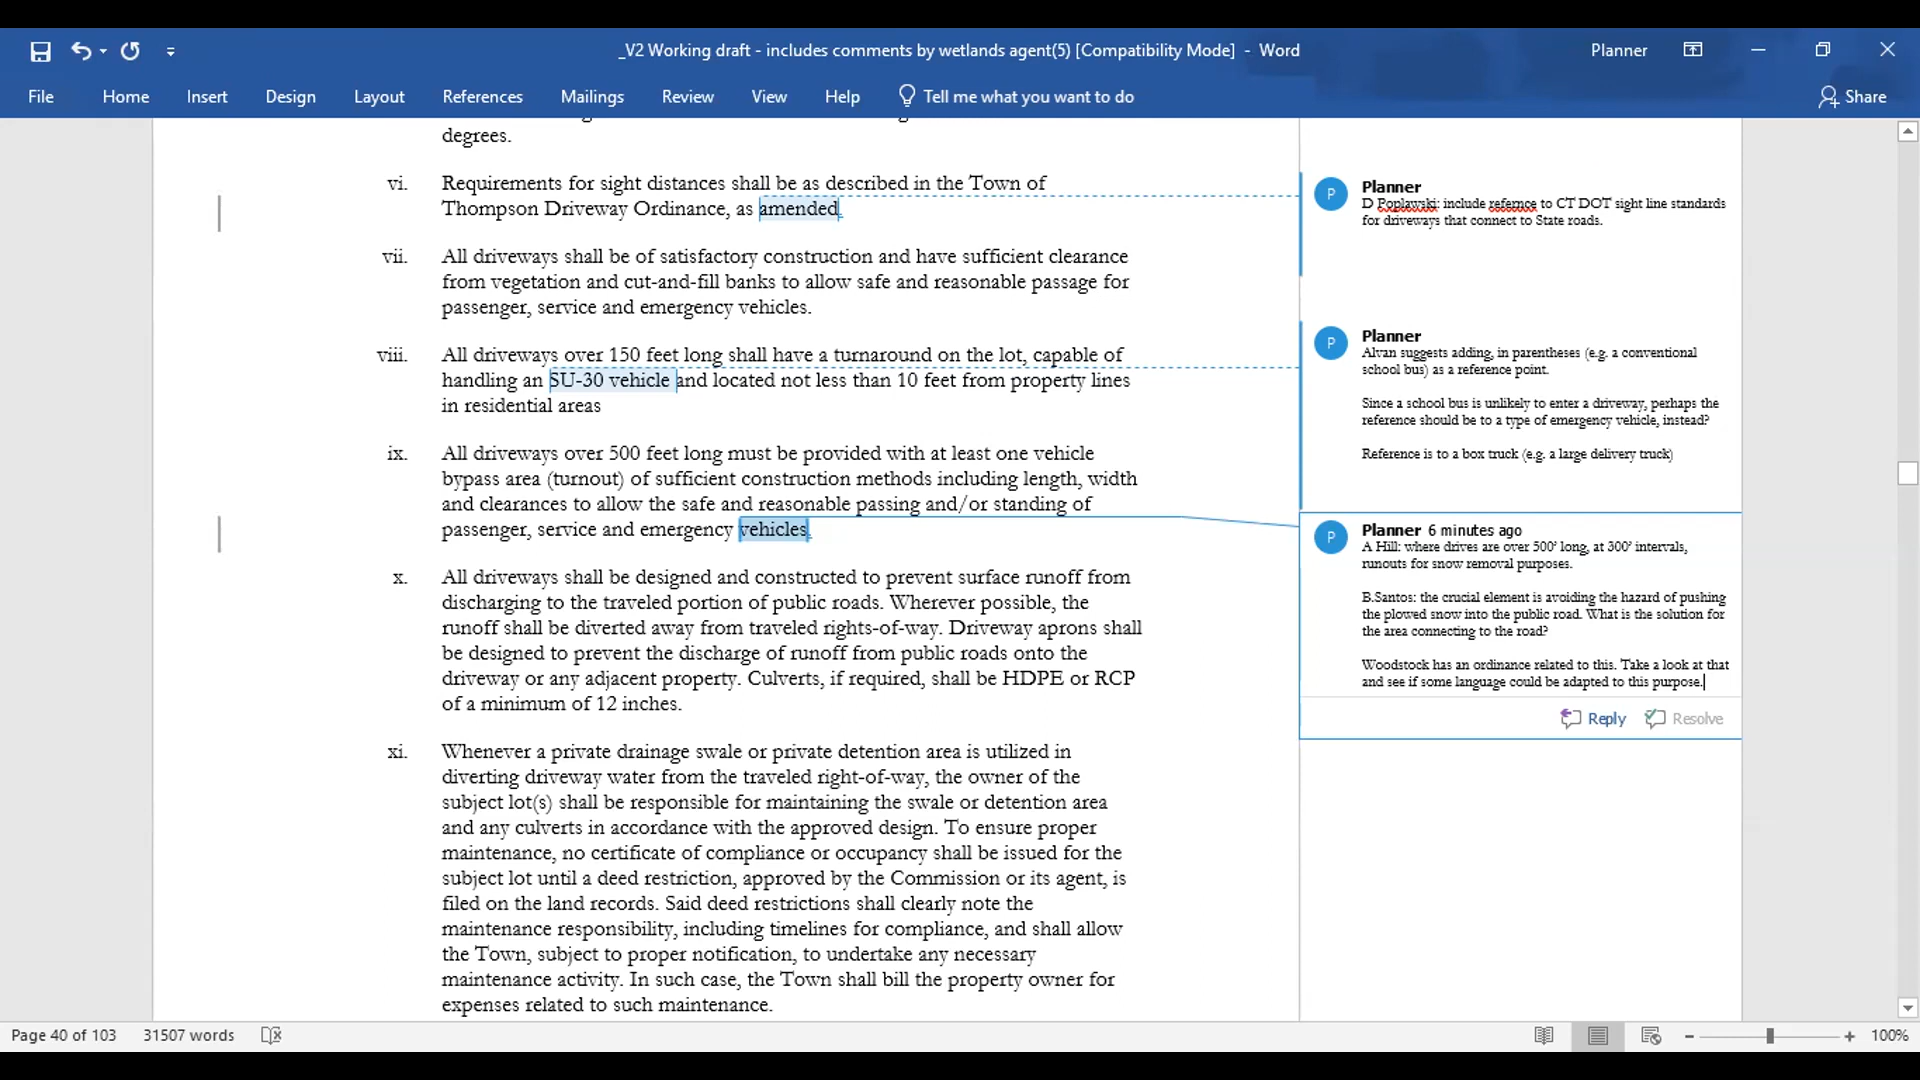 _V2 Working draft - includes comments by wetlands agent(5) [Compatibility Mode] - Word
Planner
File Home Insert Design Layout References Mailings Review View Help Tell me what you want to do Share
degrees.
vi. Requirements for sight distances shall be as described in the Town of
Thompson Driveway Ordinance, as amended.
vii. All driveways shall be of satisfactory construction and have sufficient clearance
from vegetation and cut-and-fill banks to allow safe and reasonable passage for
passenger, service and emergency vehicles.
viii. All driveways over 150 feet long shall have a turnaround on the lot, capable of
handling an SU-30 vehicle and located not less than 10 feet from property lines
in residential areas
ix. All driveways over 500 feet long must be provided with at least one vehicle
bypass area (turnout) of sufficient construction methods including length, width
and clearances to allow the safe and reasonable passing and/or standing of
passenger, service and emergency vehicles.
x. All driveways shall be designed and constructed to prevent surface runoff from
discharging to the traveled portion of public roads. Wherever possible, the
runoff shall be diverted away from traveled rights-of-way. Driveway aprons shall
be designed to prevent the discharge of runoff from public roads onto the
driveway or any adjacent property. Culverts, if required, shall be HDPE or RCP
of a minimum of 12 inches.
xi. Whenever a private drainage swale or private detention area is utilized in
diverting driveway water from the traveled right-of-way, the owner of the
subject lot(s) shall be responsible for maintaining the swale or detention area
and any culverts in accordance with the approved design. To ensure proper
maintenance, no certificate of compliance or occupancy shall be issued for the
subject lot until a deed restriction, approved by the Commission or its agent, is
filed on the land records. Said deed restrictions shall clearly note the
maintenance responsibility, including timelines for compliance, and shall allow
the Town, subject to proper notification, to undertake any necessary
maintenance activity. In such case, the Town shall bill the property owner for
expenses related to such maintenance.
P Planner
D Poplawski: include refernce to CT DOT sight line standards
for driveways that connect to State roads.
P Planner
Alvan suggests adding, in parentheses (e.g. a conventional
school bus) as a reference point.
Since a school bus is unlikely to enter a driveway, perhaps the
reference should be to a type of emergency vehicle, instead?
Reference is to a box truck (e.g. a large delivery truck)
P Planner 6 minutes ago
A Hill: where drives are over 500' long, at 300' intervals,
runouts for snow removal purposes.
B.Santos: the crucial element is avoiding the hazard of pushing
the plowed snow into the public road. What is the solution for
the area connecting to the road?
Woodstock has an ordinance related to this. Take a look at that
and see if some language could be adapted to this purpose.
Reply Resolve
Page 40 of 103 31507 words 100%